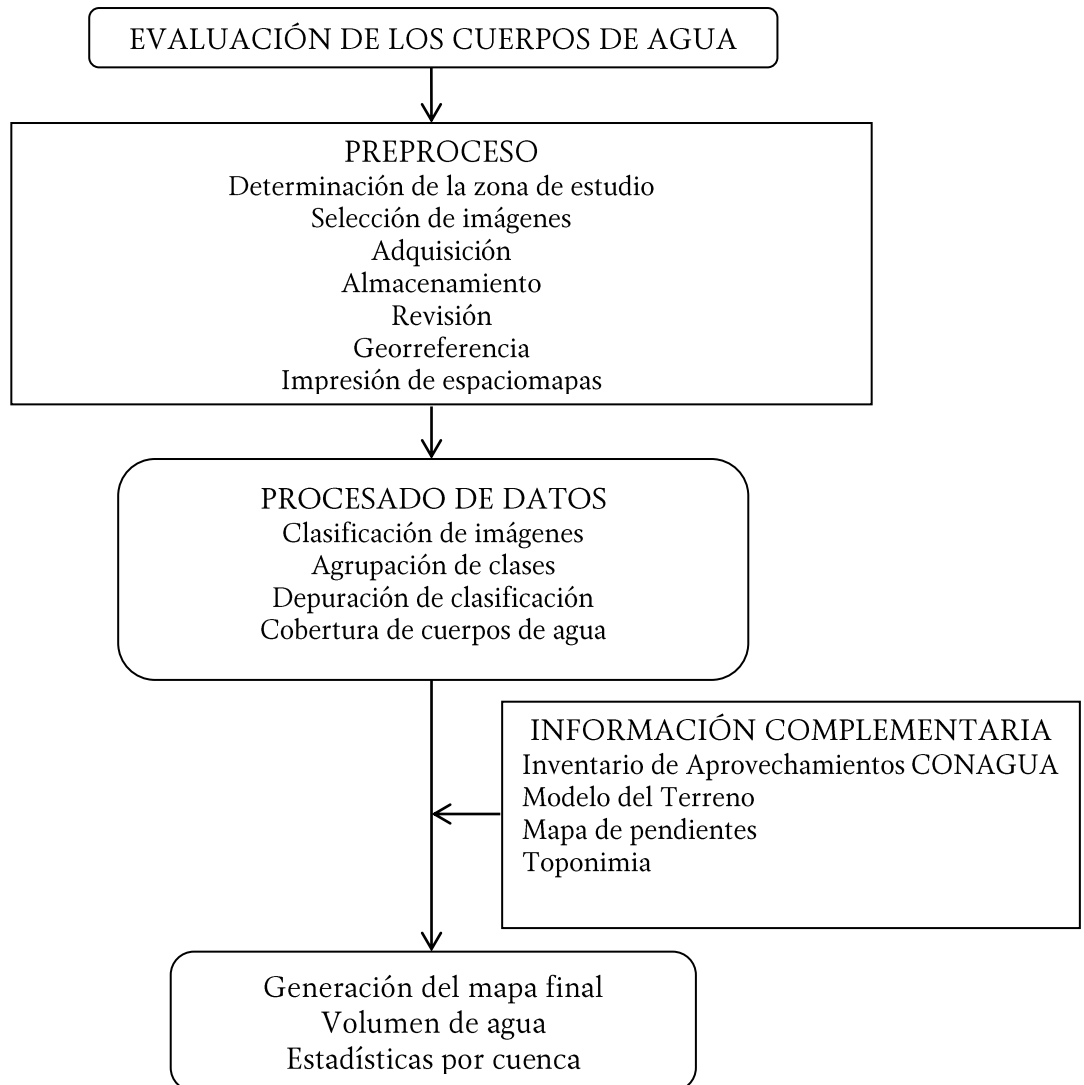 EVALUACIÓN DE LOS CUERPOS DE AGUA
PREPROCESO
Determinación de la zona de estudio
Selección de imágenes
Adquisición
Almacenamiento
Revisión
Georreferencia
Impresión de espaciomapas
PROCESADO DE DATOS
Clasificación de imágenes
Agrupación de clases
Depuración de clasificación
Cobertura de cuerpos de agua
INFORMACIÓN COMPLEMENTARIA
Inventario de Aprovechamientos CONAGUA
Modelo del Terreno
Mapa de pendientes
Toponimia
Generación del mapa final
Volumen de agua
Estadísticas por cuenca